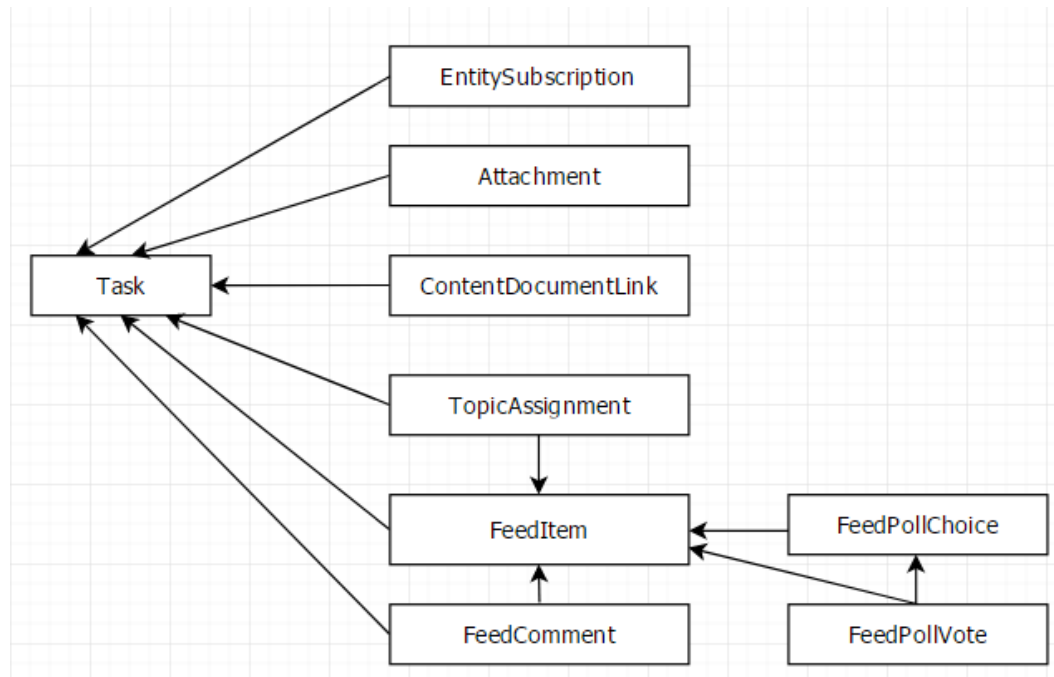 EntitySubscription
Attachment
Task
ContentDocumentLink
TopicAssignment
FeedItem
FeedPollChoice
FeedComment
FeedPollVote